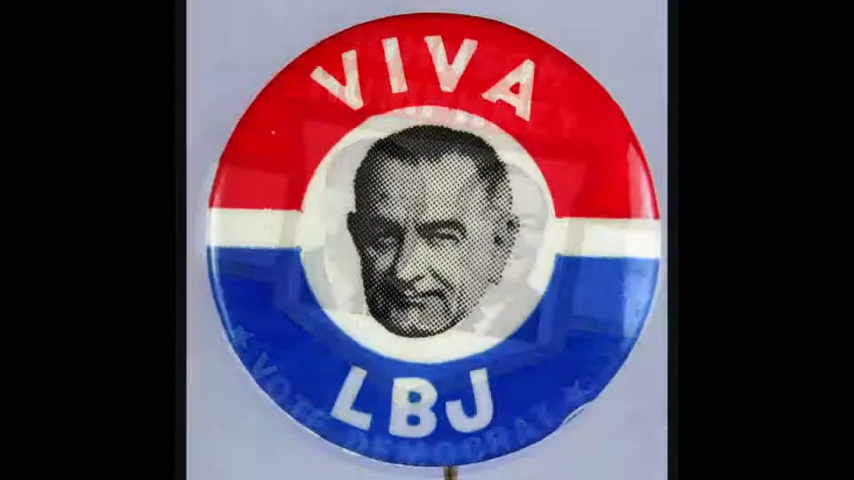 VIVA
LBJ
★ VOTE DEMOCRAT ★